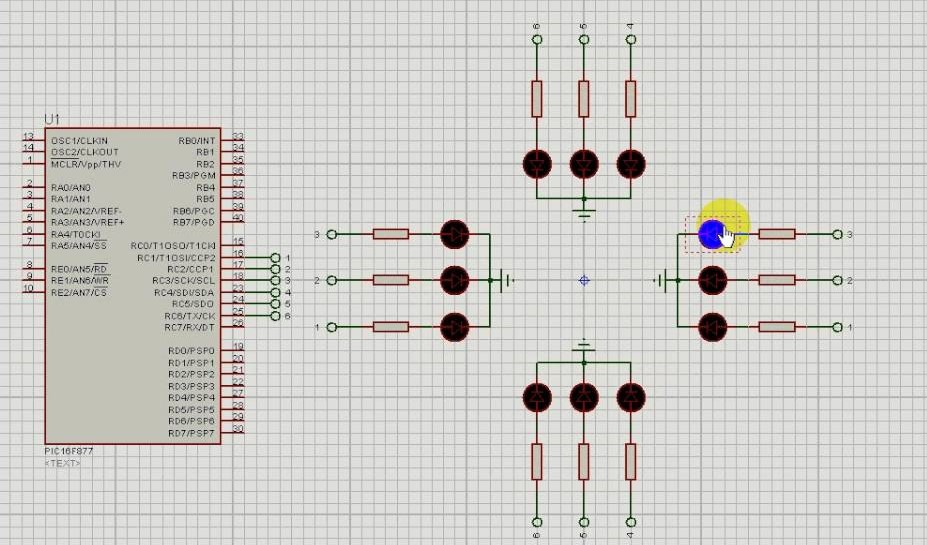 6 5 4
U1
13 OSC1/CLKIN RB0/INT 33
14 OSC2/CLKOUT RB1 34
1 MCLR/Vpp/THV RB2 35
RB3/PGM 36
2 RA0/AN0 RB4 37
3 RA1/AN1 RB5 38
4 RA2/AN2/VREF- RB6/PGC 39
5 RA3/AN3/VREF+ RB7/PGD 40
6 RA4/T0CKI
7 RA5/AN4/SS RC0/T1OSO/T1CKI 15
RC1/T1OSI/CCP2 16 1
8 RE0/AN5/RD RC2/CCP1 17 2
9 RE1/AN6/WR RC3/SCK/SCL 18 3
10 RE2/AN7/CS RC4/SDI/SDA 23 4
RC5/SDO 24 5
RC6/TX/CK 25 6
RC7/RX/DT 26
RD0/PSP0 19
RD1/PSP1 20
RD2/PSP2 21
RD3/PSP3 22
RD4/PSP4 27
RD5/PSP5 28
RD6/PSP6 29
RD7/PSP7 30
PIC16F877
<TEXT>
3 3
2 2
1 1
6 5 4